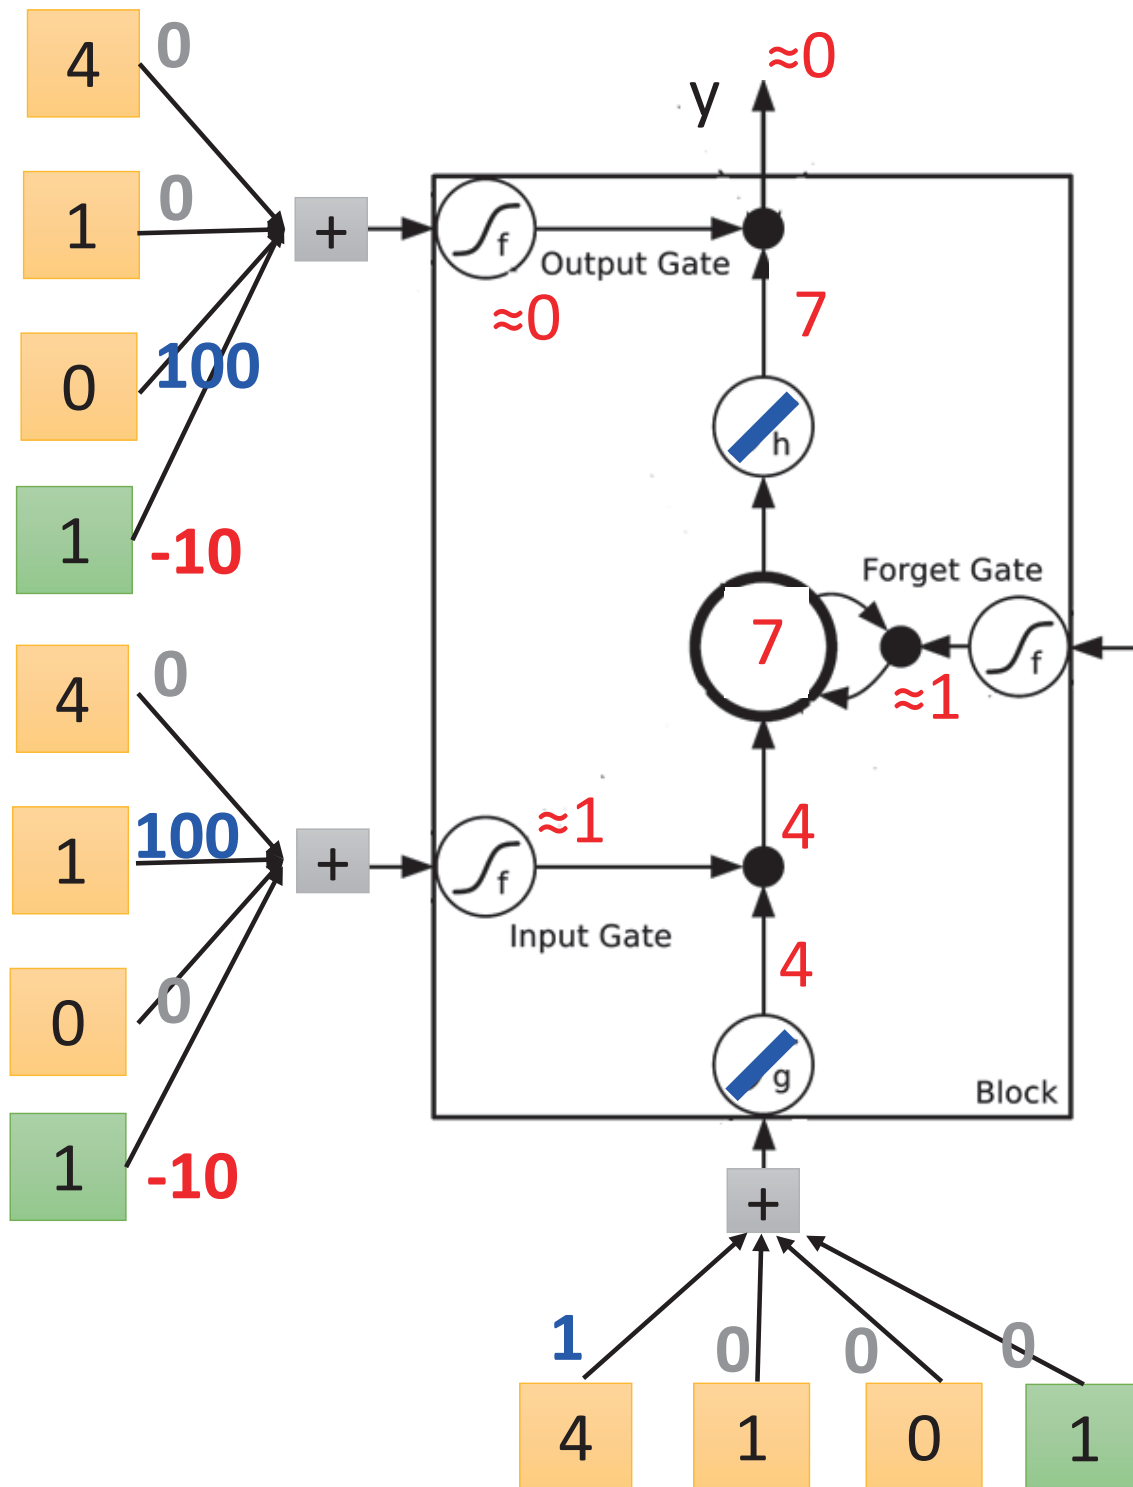 4 0
≈0
y
1 0
+
f
Output Gate
≈0
7
0 100
h
1 -10
Forget Gate
7
f
≈1
4 0
≈1
4
1 100
+
f
Input Gate
4
0 0
g
Block
1 -10
+
1 0 0 0
4 1 0 1